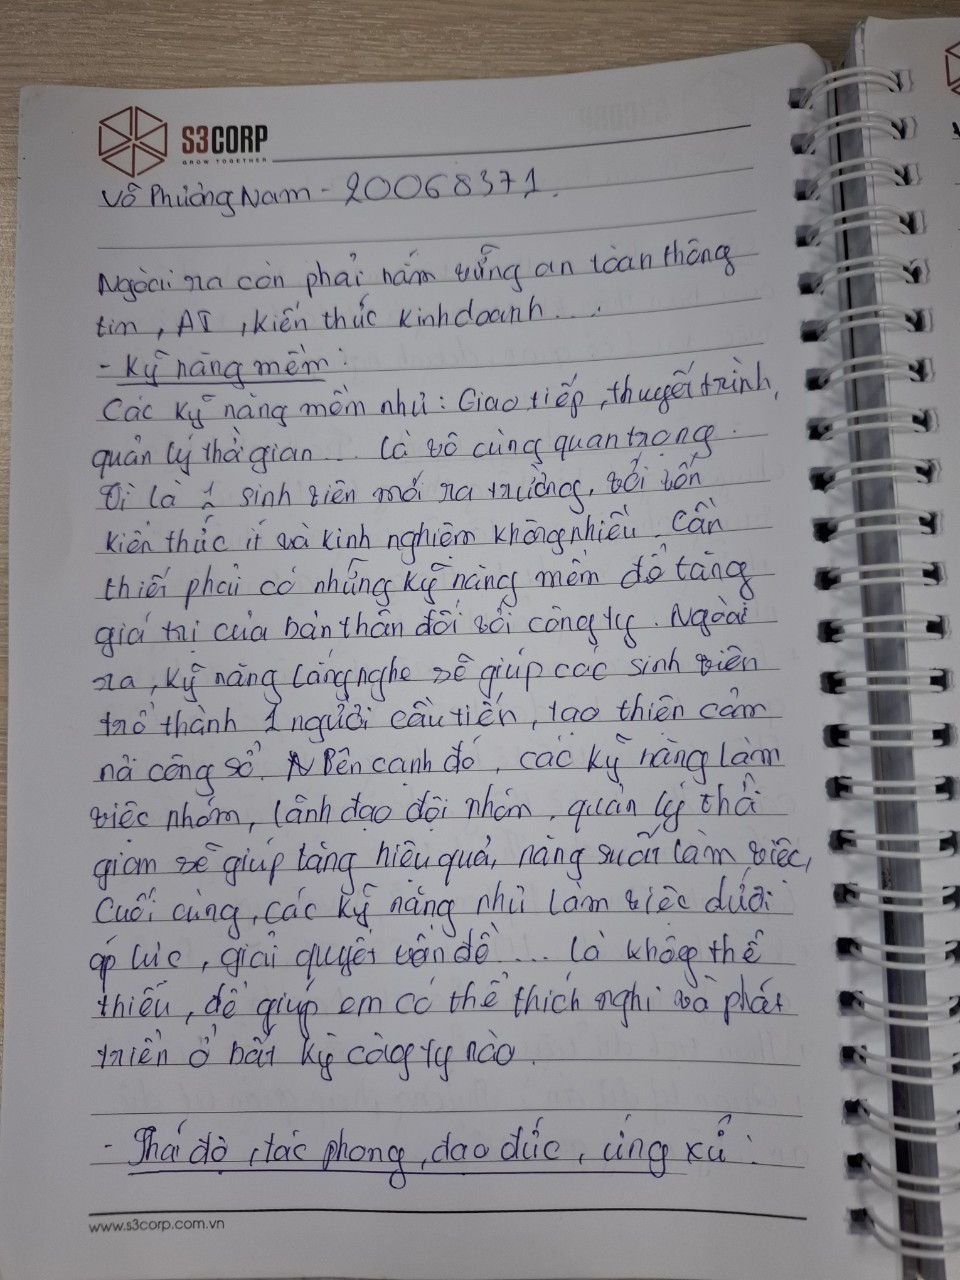 S3CORP
GROW TOGETHER
Võ Phương Nam - 20068371.
Ngoài ra còn phải nắm vững an toàn thông
tin, AI, kiến thức kinh doanh....
- Kỹ năng mềm:
Các kỹ năng mềm như: Giao tiếp, thuyết trình,
quản lý thời gian... là vô cùng quan trọng.
Vì là 1 sinh viên mới ra trường, với vốn
kiến thức ít và kinh nghiệm không nhiều. Cần
thiết phải có những kỹ năng mềm để tăng
giá trị của bản thân đối với công ty. Ngoài
ra, kỹ năng lắng nghe sẽ giúp các sinh viên
trở thành 1 người cầu tiến, tạo thiện cảm
nơi công sở. Bên cạnh đó, các kỹ năng làm
việc nhóm, lãnh đạo đội nhóm, quản lý thời
gian sẽ giúp tăng hiệu quả, năng suất làm việc,
Cuối cùng, các kỹ năng như làm việc dưới
áp lực, giải quyết vấn đề.... là không thể
thiếu, để giúp em có thể thích nghi và phát
triển ở bất kỳ công ty nào.
- Thái độ, tác phong, đạo đức, ứng xử:
www.s3corp.com.vn